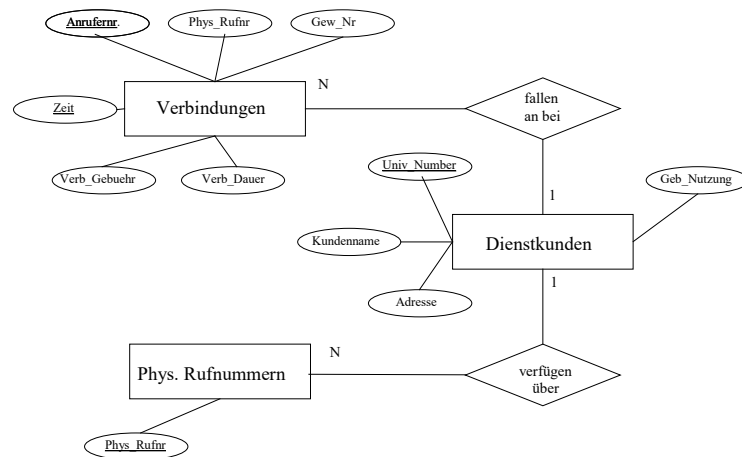 Anrufernr.
Phys_Rufnr
Gew_Nr
N
Verbindungen
Zeit
fallen
an bei
Verb_Gebuehr
Verb_Dauer
Univ_Number
Geb_Nutzung
1
Kundenname
Dienstkunden
Adresse
1
N
Phys. Rufnummern
verfügen
über
Phys_Rufnr